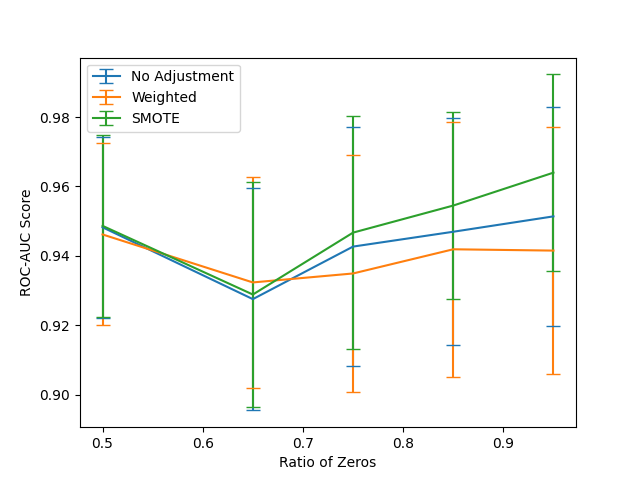 No Adjustment
Weighted
SMOTE
0.98
0.96
0.94
0.92
0.90
ROC-AUC Score
0.5 0.6 0.7 0.8 0.9
Ratio of Zeros